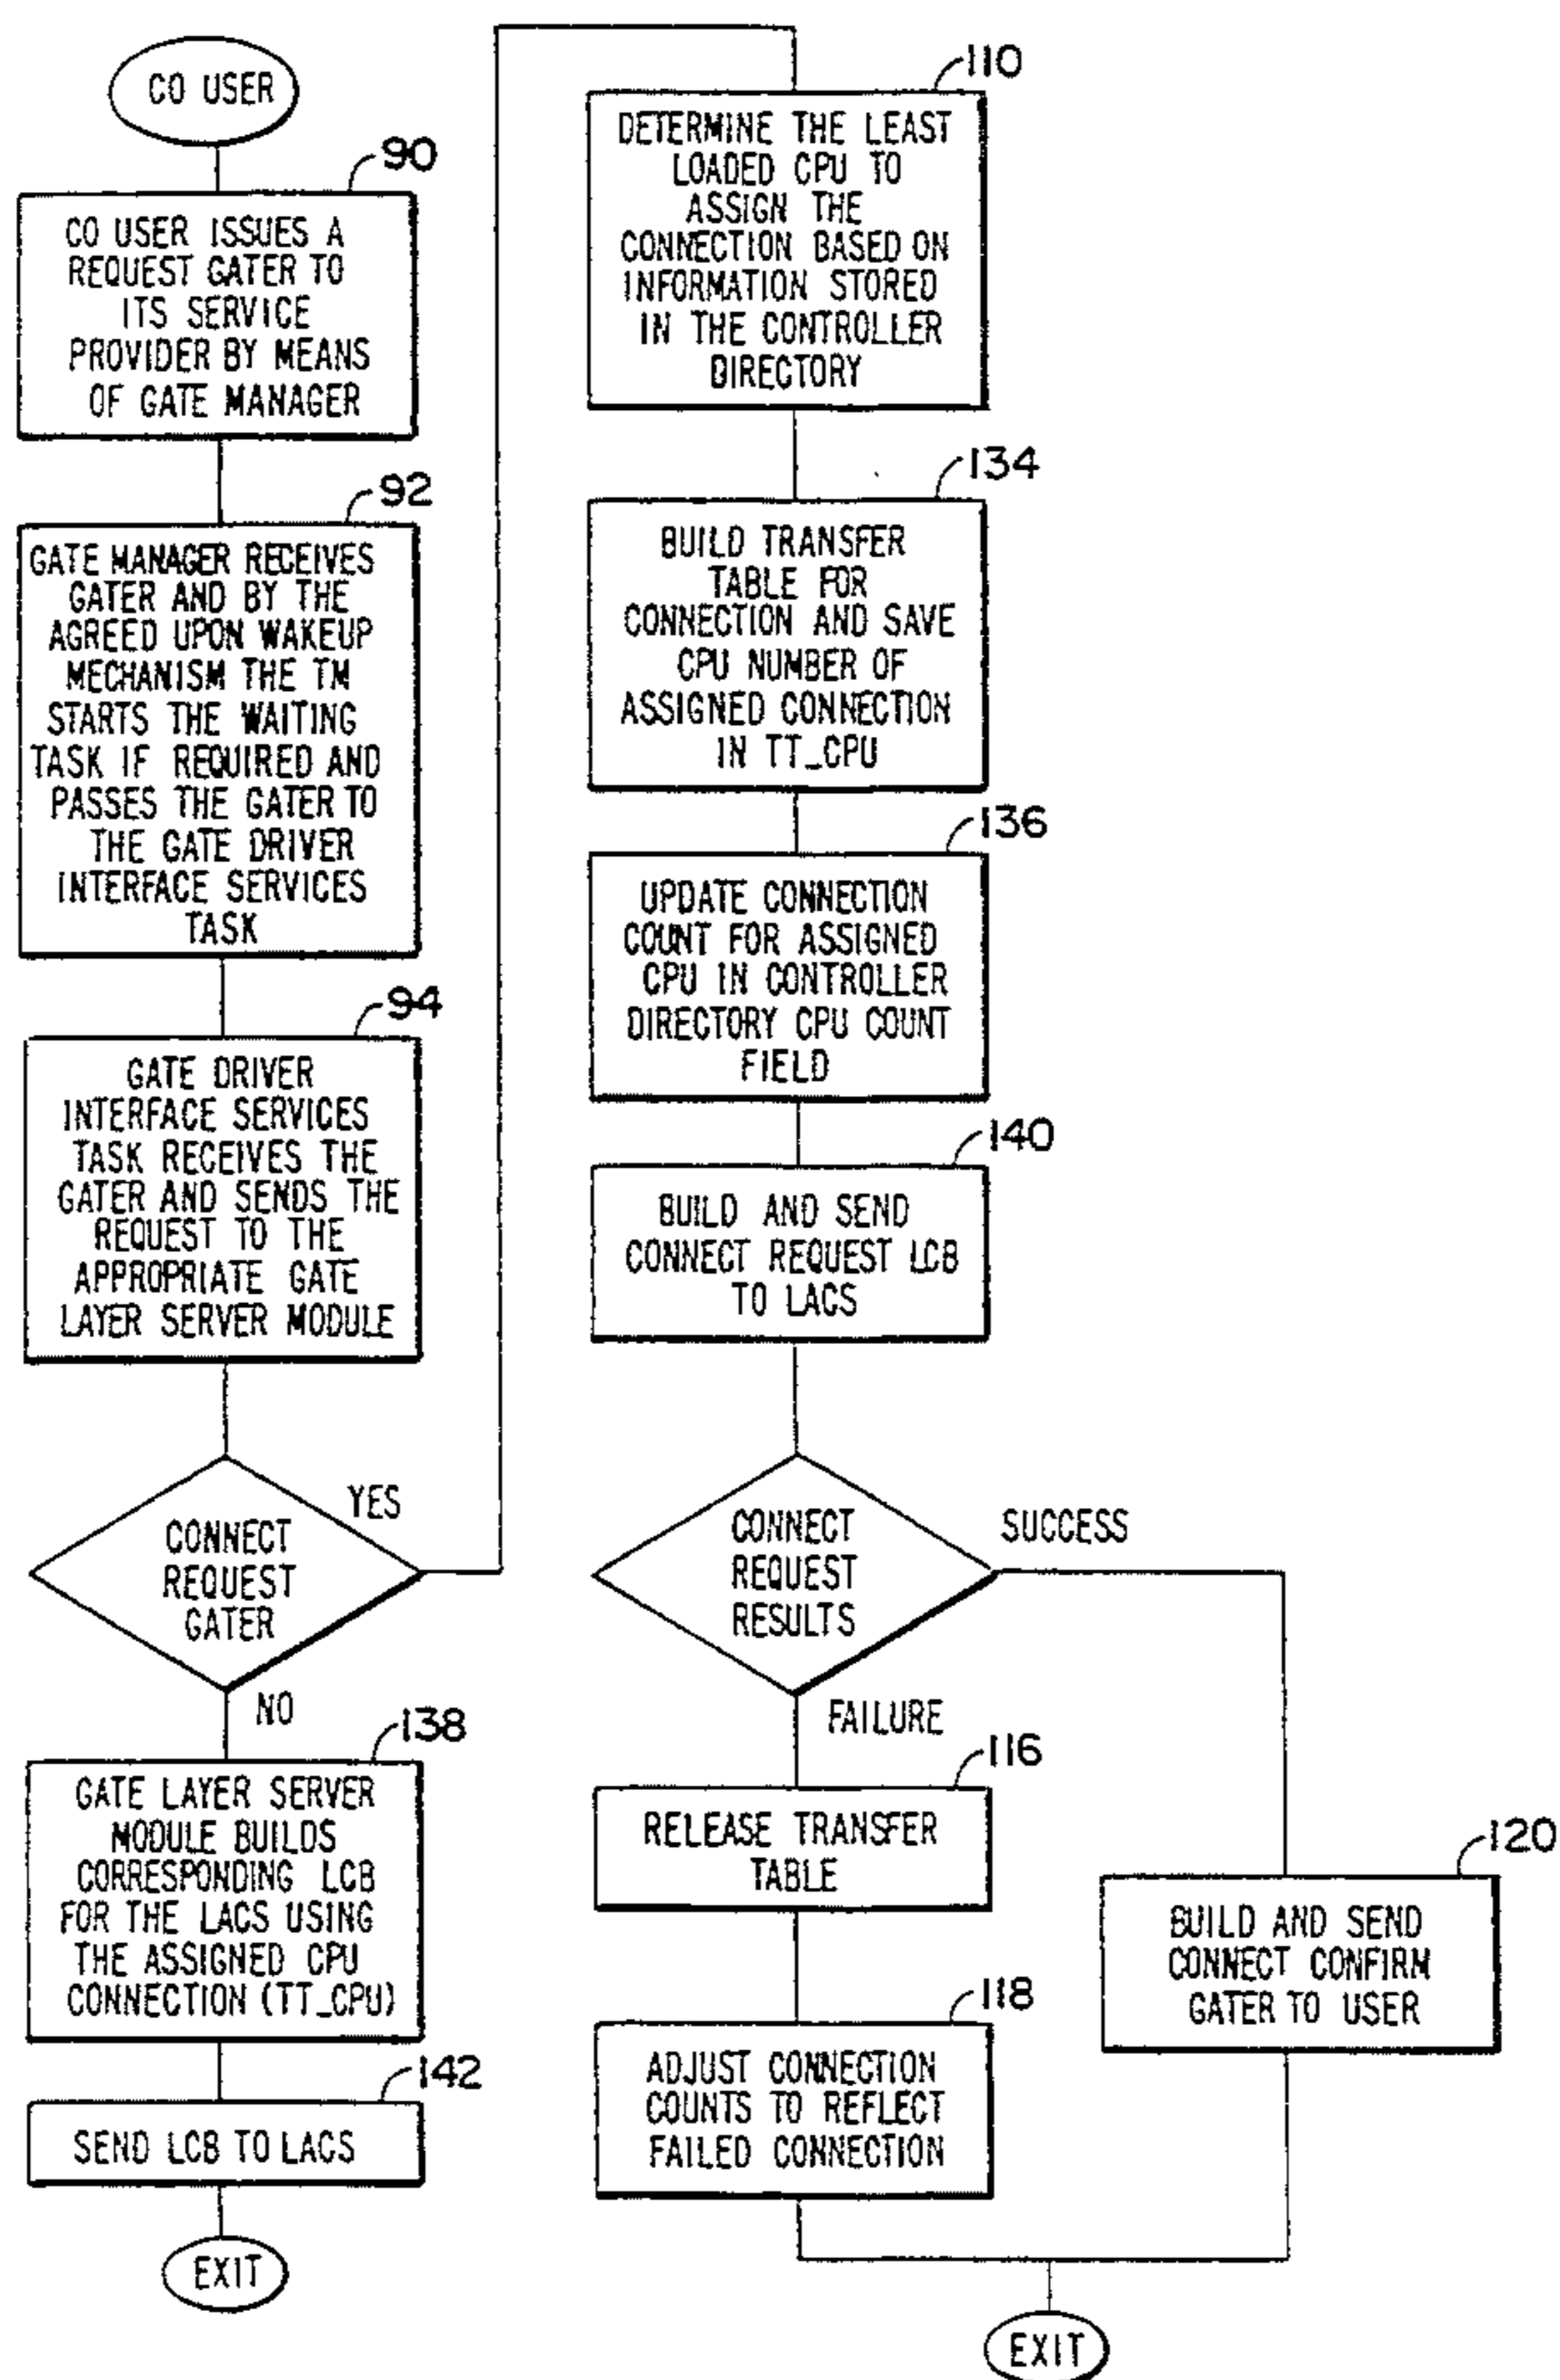 CO USER
90
CO USER ISSUES A
REQUEST GATER TO
ITS SERVICE
PROVIDER BY MEANS
OF GATE MANAGER
92
GATE MANAGER RECEIVES
GATER AND BY THE
AGREED UPON WAKEUP
MECHANISM THE TM
STARTS THE WAITING
TASK IF REQUIRED AND
PASSES THE GATER TO
THE GATE DRIVER
INTERFACE SERVICES
TASK
94
GATE DRIVER
INTERFACE SERVICES
TASK RECEIVES THE
GATER AND SENDS THE
REQUEST TO THE
APPROPRIATE GATE
LAYER SERVER MODULE
CONNECT
REQUEST
GATER
YES
NO
138
GATE LAYER SERVER
MODULE BUILDS
CORRESPONDING LCB
FOR THE LACS USING
THE ASSIGNED CPU
CONNECTION (TT_CPU)
142
SEND LCB TO LACS
EXIT
110
DETERMINE THE LEAST
LOADED CPU TO
ASSIGN THE
CONNECTION BASED ON
INFORMATION STORED
IN THE CONTROLLER
DIRECTORY
134
BUILD TRANSFER
TABLE FOR
CONNECTION AND SAVE
CPU NUMBER OF
ASSIGNED CONNECTION
IN TT_CPU
136
UPDATE CONNECTION
COUNT FOR ASSIGNED
CPU IN CONTROLLER
DIRECTORY CPU COUNT
FIELD
140
BUILD AND SEND
CONNECT REQUEST LCB
TO LACS
CONNECT
REQUEST
RESULTS
SUCCESS
FAILURE
116
RELEASE TRANSFER
TABLE
118
ADJUST CONNECTION
COUNTS TO REFLECT
FAILED CONNECTION
120
BUILD AND SEND
CONNECT CONFIRM
GATER TO USER
EXIT